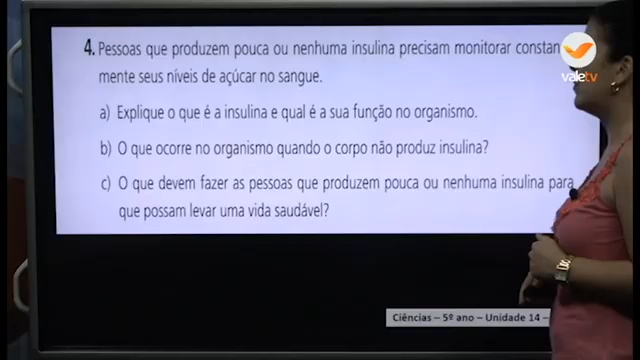 4. Pessoas que produzem pouca ou nenhuma insulina precisam monitorar constan
mente seus níveis de açúcar no sangue.
a) Explique o que é a insulina e qual é a sua função no organismo.
b) O que ocorre no organismo quando o corpo não produz insulina?
c) O que devem fazer as pessoas que produzem pouca ou nenhuma insulina para
que possam levar uma vida saudável?
Ciências – 5º ano – Unidade 14 –
valetv